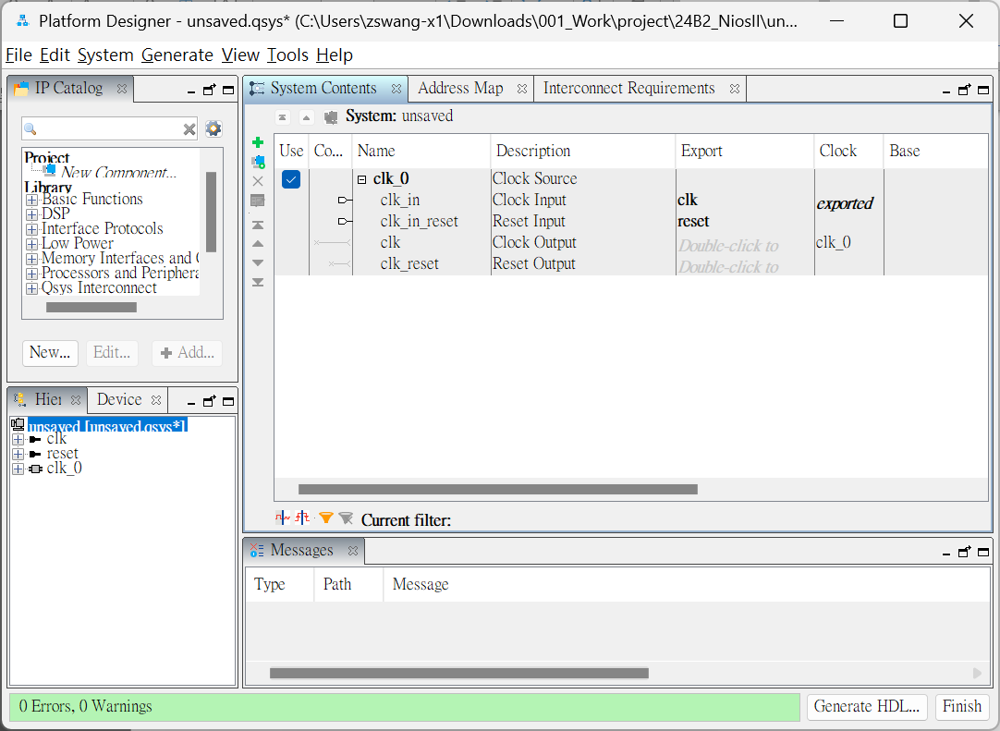 Platform Designer - unsaved.qsys* (C:\Users\zswang-x1\Downloads\001_Work\project\24B2_NiosII\un...
File Edit System Generate View Tools Help
IP Catalog
Project
New Component...
Library
Basic Functions
DSP
Interface Protocols
Low Power
Memory Interfaces and
Processors and Periphera
Qsys Interconnect
New... Edit... Add...
Hier Device
unsaved [unsaved.qsys*]
clk
reset
clk_0
System Contents Address Map Interconnect Requirements
System: unsaved
Use Co... Name Description Export Clock Base
clk_0 Clock Source
clk_in Clock Input clk exported
clk_in_reset Reset Input reset
clk Clock Output Double-click to clk_0
clk_reset Reset Output Double-click to
Current filter:
Messages
Type Path Message
0 Errors, 0 Warnings Generate HDL... Finish